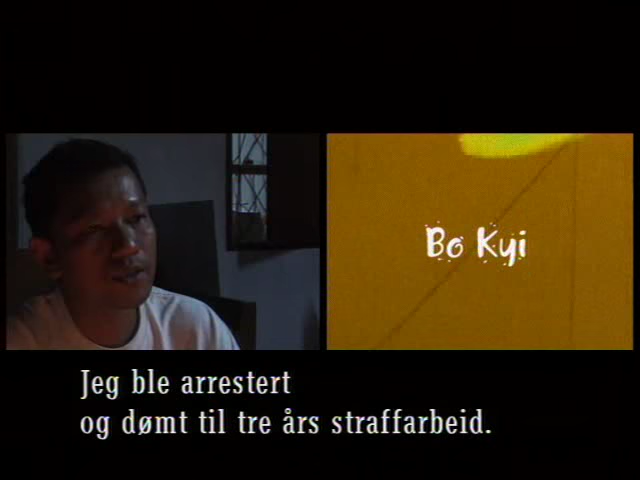 Bo Kyi
Jeg ble arrestert
og dømt til tre års straffarbeid.